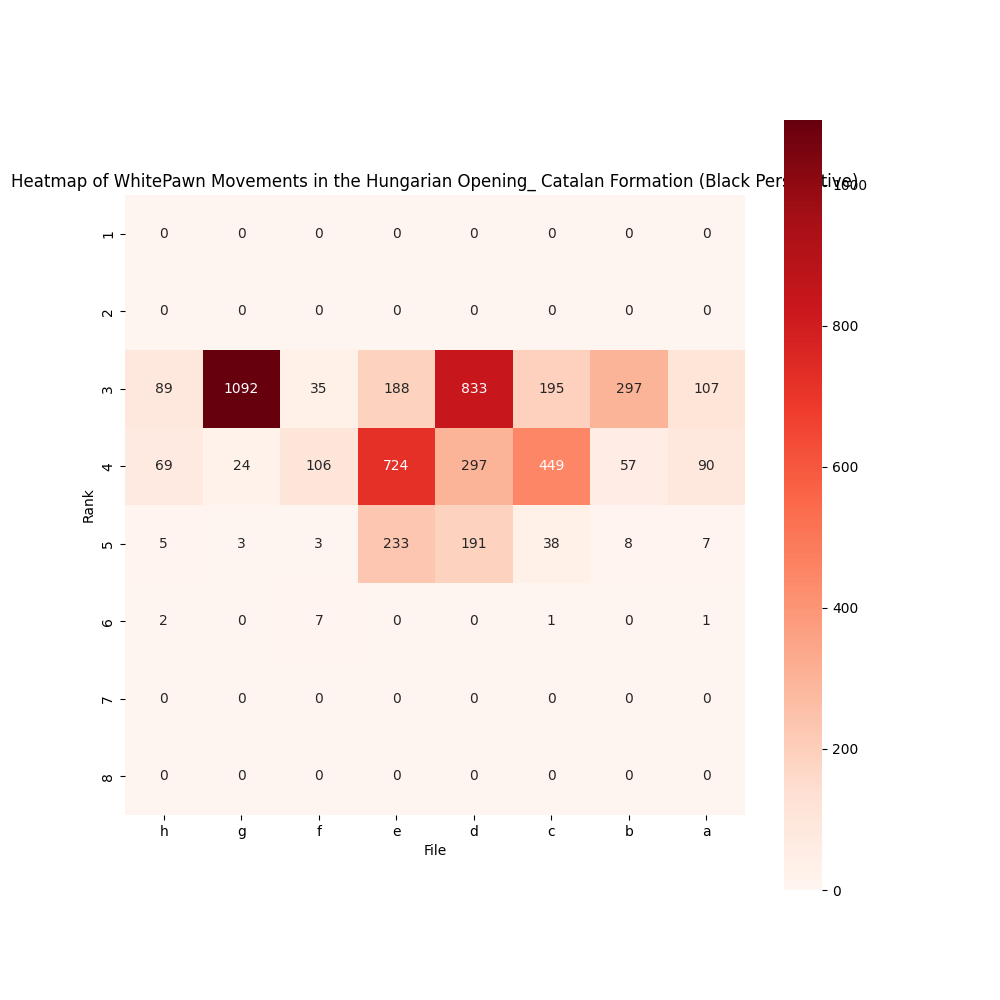 Heatmap of WhitePawn Movements in the Hungarian Opening_ Catalan Formation (Black Perspective)
1000
1 0 0 0 0 0 0 0 0
2 0 0 0 0 0 0 0 0
800
3 89 1092 35 188 833 195 297 107
4 69 24 106 724 297 449 57 90
600
Rank
5 5 3 3 233 191 38 8 7
400
6 2 0 7 0 0 1 0 1
7 0 0 0 0 0 0 0 0
200
8 0 0 0 0 0 0 0 0
h g f e d c b a
File
0